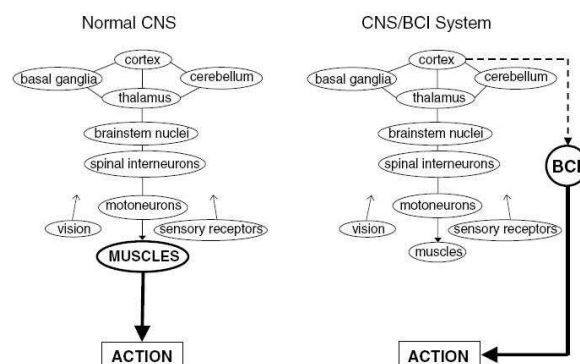 Normal CNS
cortex
basal ganglia
cerebellum
thalamus
brainstem nuclei
spinal interneurons
motoneurons
vision
sensory receptors
MUSCLES
ACTION
CNS/BCI System
cortex
basal ganglia
cerebellum
thalamus
brainstem nuclei
spinal interneurons
BCI
motoneurons
vision
sensory receptors
muscles
ACTION